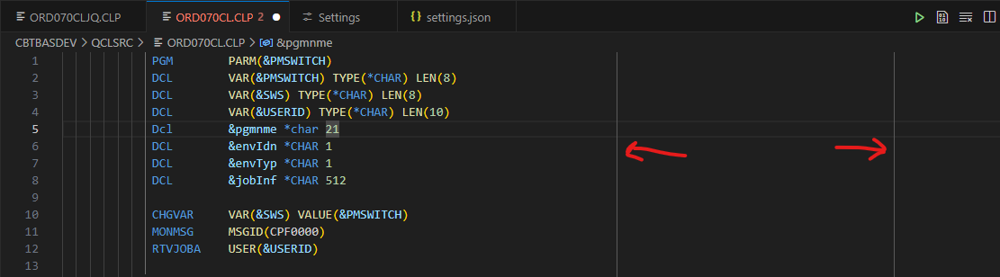 ORD070CLJQ.CLP ORD070CL.CLP 2 Settings settings.json
CBTBASDEV > QCLSRC > ORD070CL.CLP > &pgmnme
1 PGM PARM(&PMSWITCH)
2 DCL VAR(&PMSWITCH) TYPE(*CHAR) LEN(8)
3 DCL VAR(&SWS) TYPE(*CHAR) LEN(8)
4 DCL VAR(&USERID) TYPE(*CHAR) LEN(10)
5 Dcl &pgmnme *char 21
6 DCL &envIdn *CHAR 1
7 DCL &envTyp *CHAR 1
8 DCL &jobInf *CHAR 512
9
10 CHGVAR VAR(&SWS) VALUE(&PMSWITCH)
11 MONMSG MSGID(CPF0000)
12 RTVJOBA USER(&USERID)
13